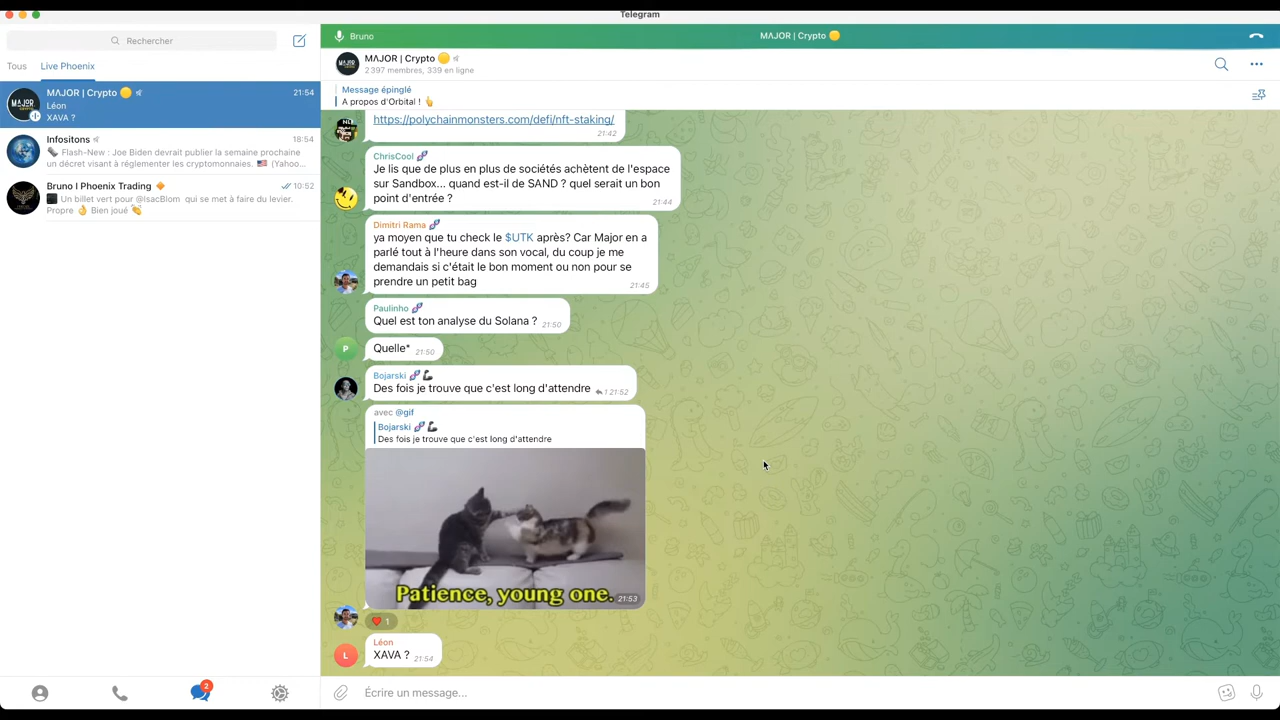 Telegram
Rechercher
Tous
Live Phoenix
MΛJOR | Crypto 21:54
Léon
XAVA ?
Infositons 18:54
Flash-New : Joe Biden devrait publier la semaine prochaine
un décret visant à réglementer les cryptomonnaies. (Yahoo...
Bruno I Phoenix Trading 10:52
Un billet vert pour @IsacBlom qui se met à faire du levier.
Propre Bien joué
2
Bruno
MΛJOR | Crypto
MΛJOR | Crypto
2 397 membres, 339 en ligne
Message épinglé
A propos d'Orbital !
https://polychainmonsters.com/defi/nft-staking/
21:42
ChrisCool
Je lis que de plus en plus de sociétés achètent de l'espace
sur Sandbox... quand est-il de SAND ? quel serait un bon
point d'entrée ?
21:44
Dimitri Rama
ya moyen que tu check le $UTK après? Car Major en a
parlé tout à l'heure dans son vocal, du coup je me
demandais si c'était le bon moment ou non pour se
prendre un petit bag
21:45
Paulinho
Quel est ton analyse du Solana ? 21:50
P
Quelle* 21:50
Bojarski
Des fois je trouve que c'est long d'attendre 1 21:52
avec @gif
Bojarski
Des fois je trouve que c'est long d'attendre
Patience, young one.
21:53
1
Léon
L
XAVA ? 21:54
Écrire un message...